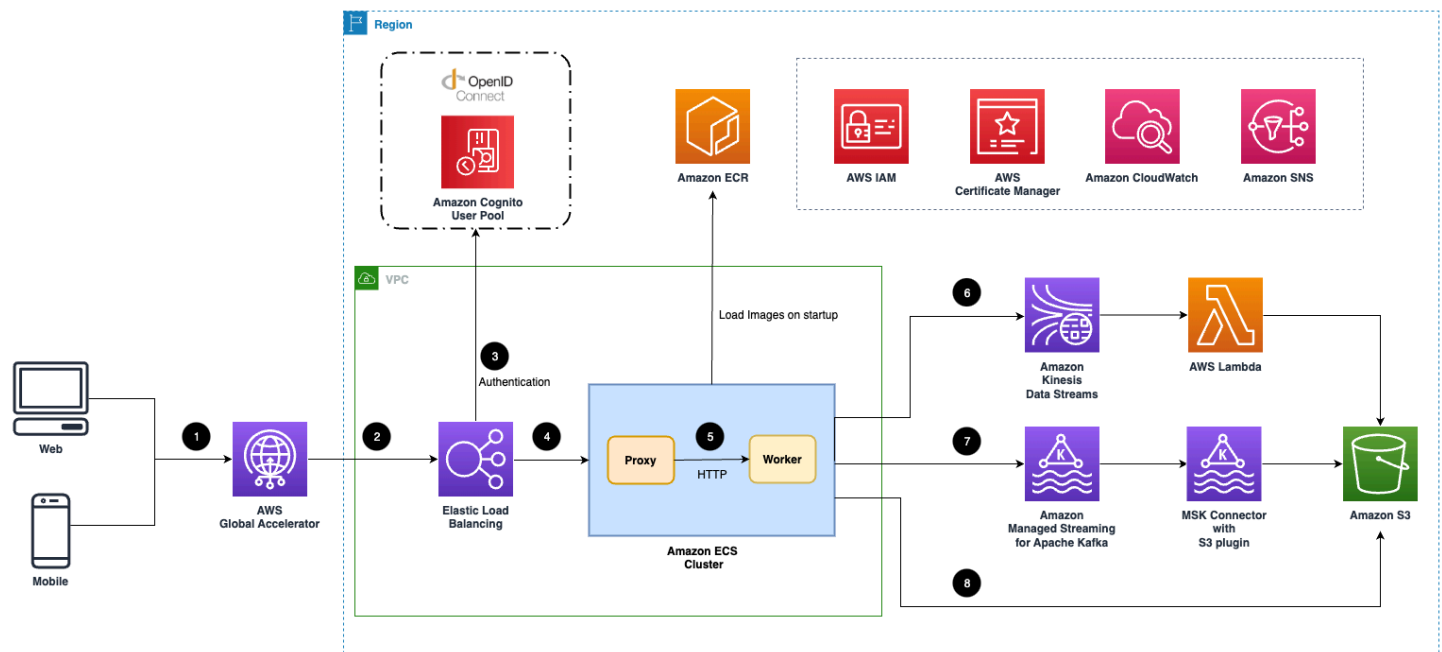 Region
OpenID
Connect
Amazon Cognito
User Pool
Amazon ECR
AWS IAM
AWS
Certificate Manager
Amazon CloudWatch
Amazon SNS
VPC
Load Images on startup
3
Authentication
6
Amazon
Kinesis
Data Streams
AWS Lambda
Web
Mobile
1
AWS
Global Accelerator
2
Elastic Load
Balancing
4
Proxy
5
HTTP
Worker
Amazon ECS
Cluster
7
K
Amazon
Managed Streaming
for Apache Kafka
K
MSK Connector
with
S3 plugin
Amazon S3
8